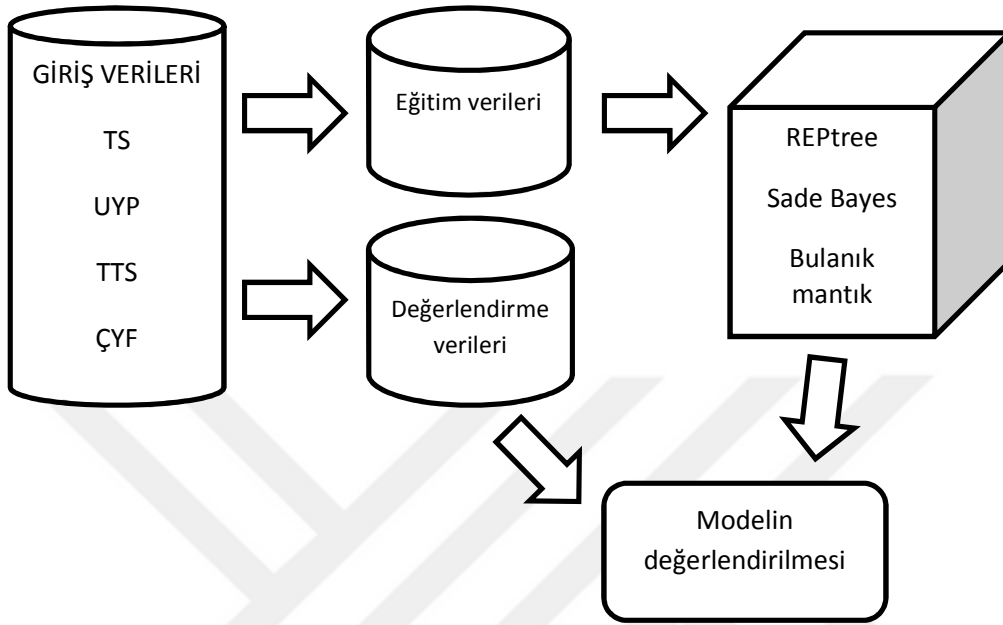 GİRİŞ VERİLERİ
TS
UYP
TTS
ÇYF
Eğitim verileri
Değerlendirme
verileri
REPtree
Sade Bayes
Bulanık
mantık
Modelin
değerlendirilmesi